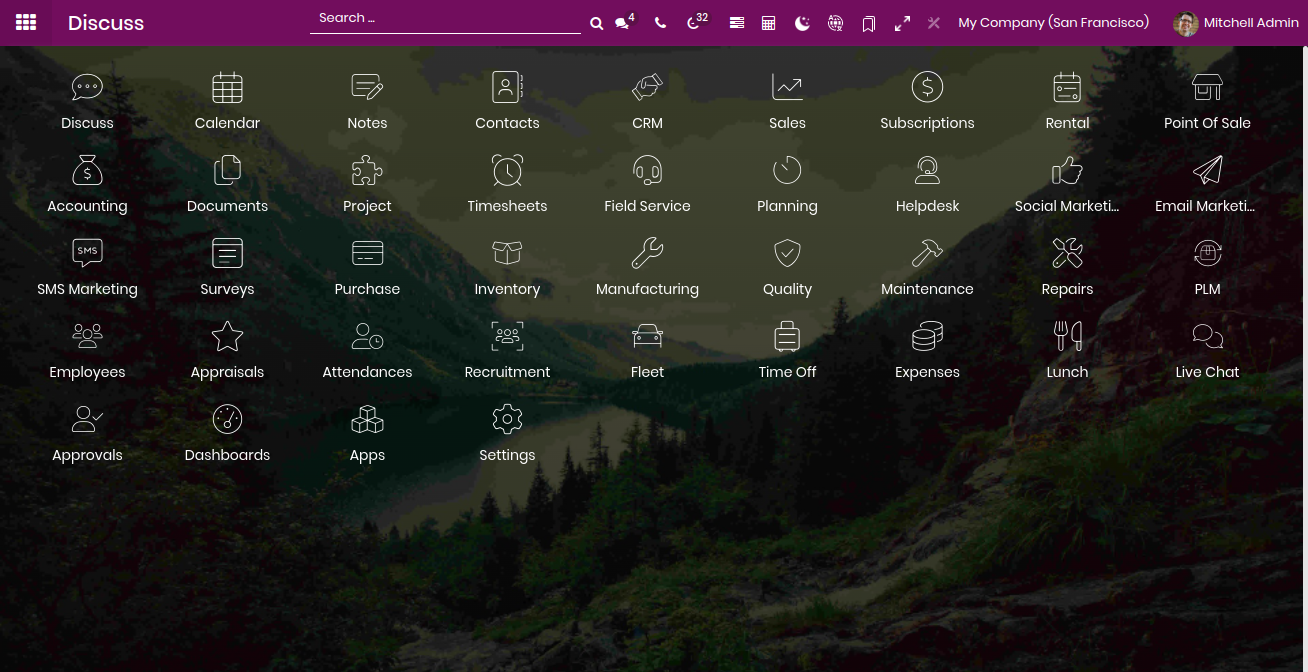 Discuss Search ... 4 32 My Company (San Francisco) Mitchell Admin
Discuss Calendar Notes Contacts CRM Sales Subscriptions Rental Point Of Sale
Accounting Documents Project Timesheets Field Service Planning Helpdesk Social Marketi... Email Marketi...
SMS
SMS Marketing Surveys Purchase Inventory Manufacturing Quality Maintenance Repairs PLM
Employees Appraisals Attendances Recruitment Fleet Time Off Expenses Lunch Live Chat
Approvals Dashboards Apps Settings